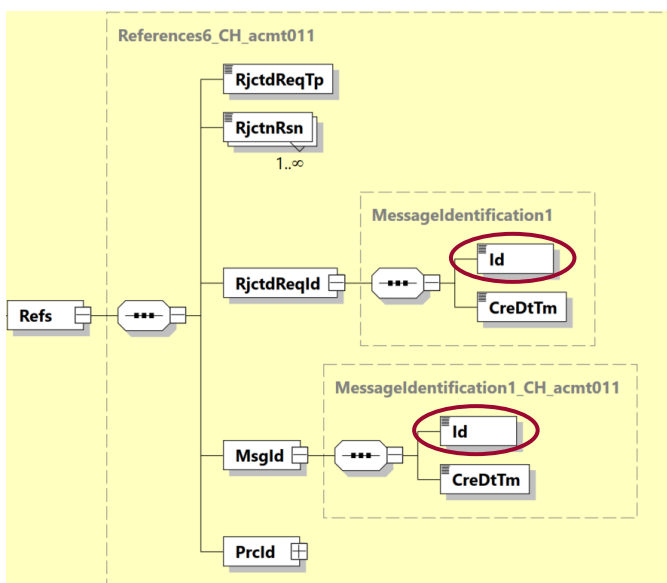 References6_CH_acmt011
RjctdReqTp
RjctnRsn
1..∞
MessageIdentification1
Id
RjctdReqId
CreDtTm
Refs
MessageIdentification1_CH_acmt011
Id
MsgId
CreDtTm
PrcId